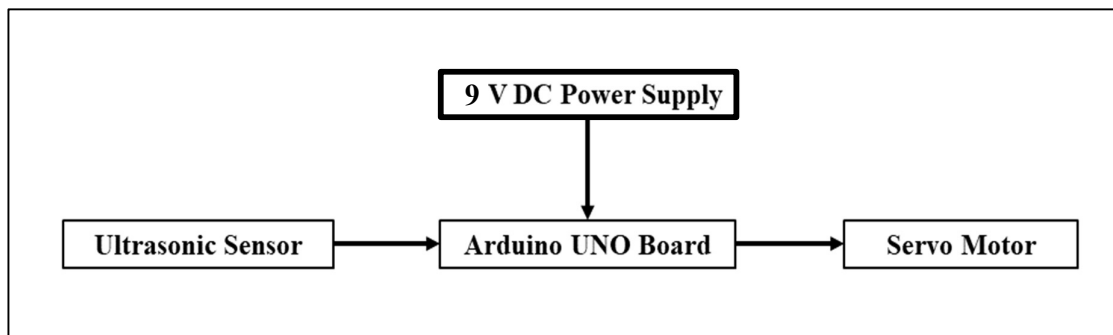 9 V DC Power Supply
Ultrasonic Sensor
Arduino UNO Board
Servo Motor